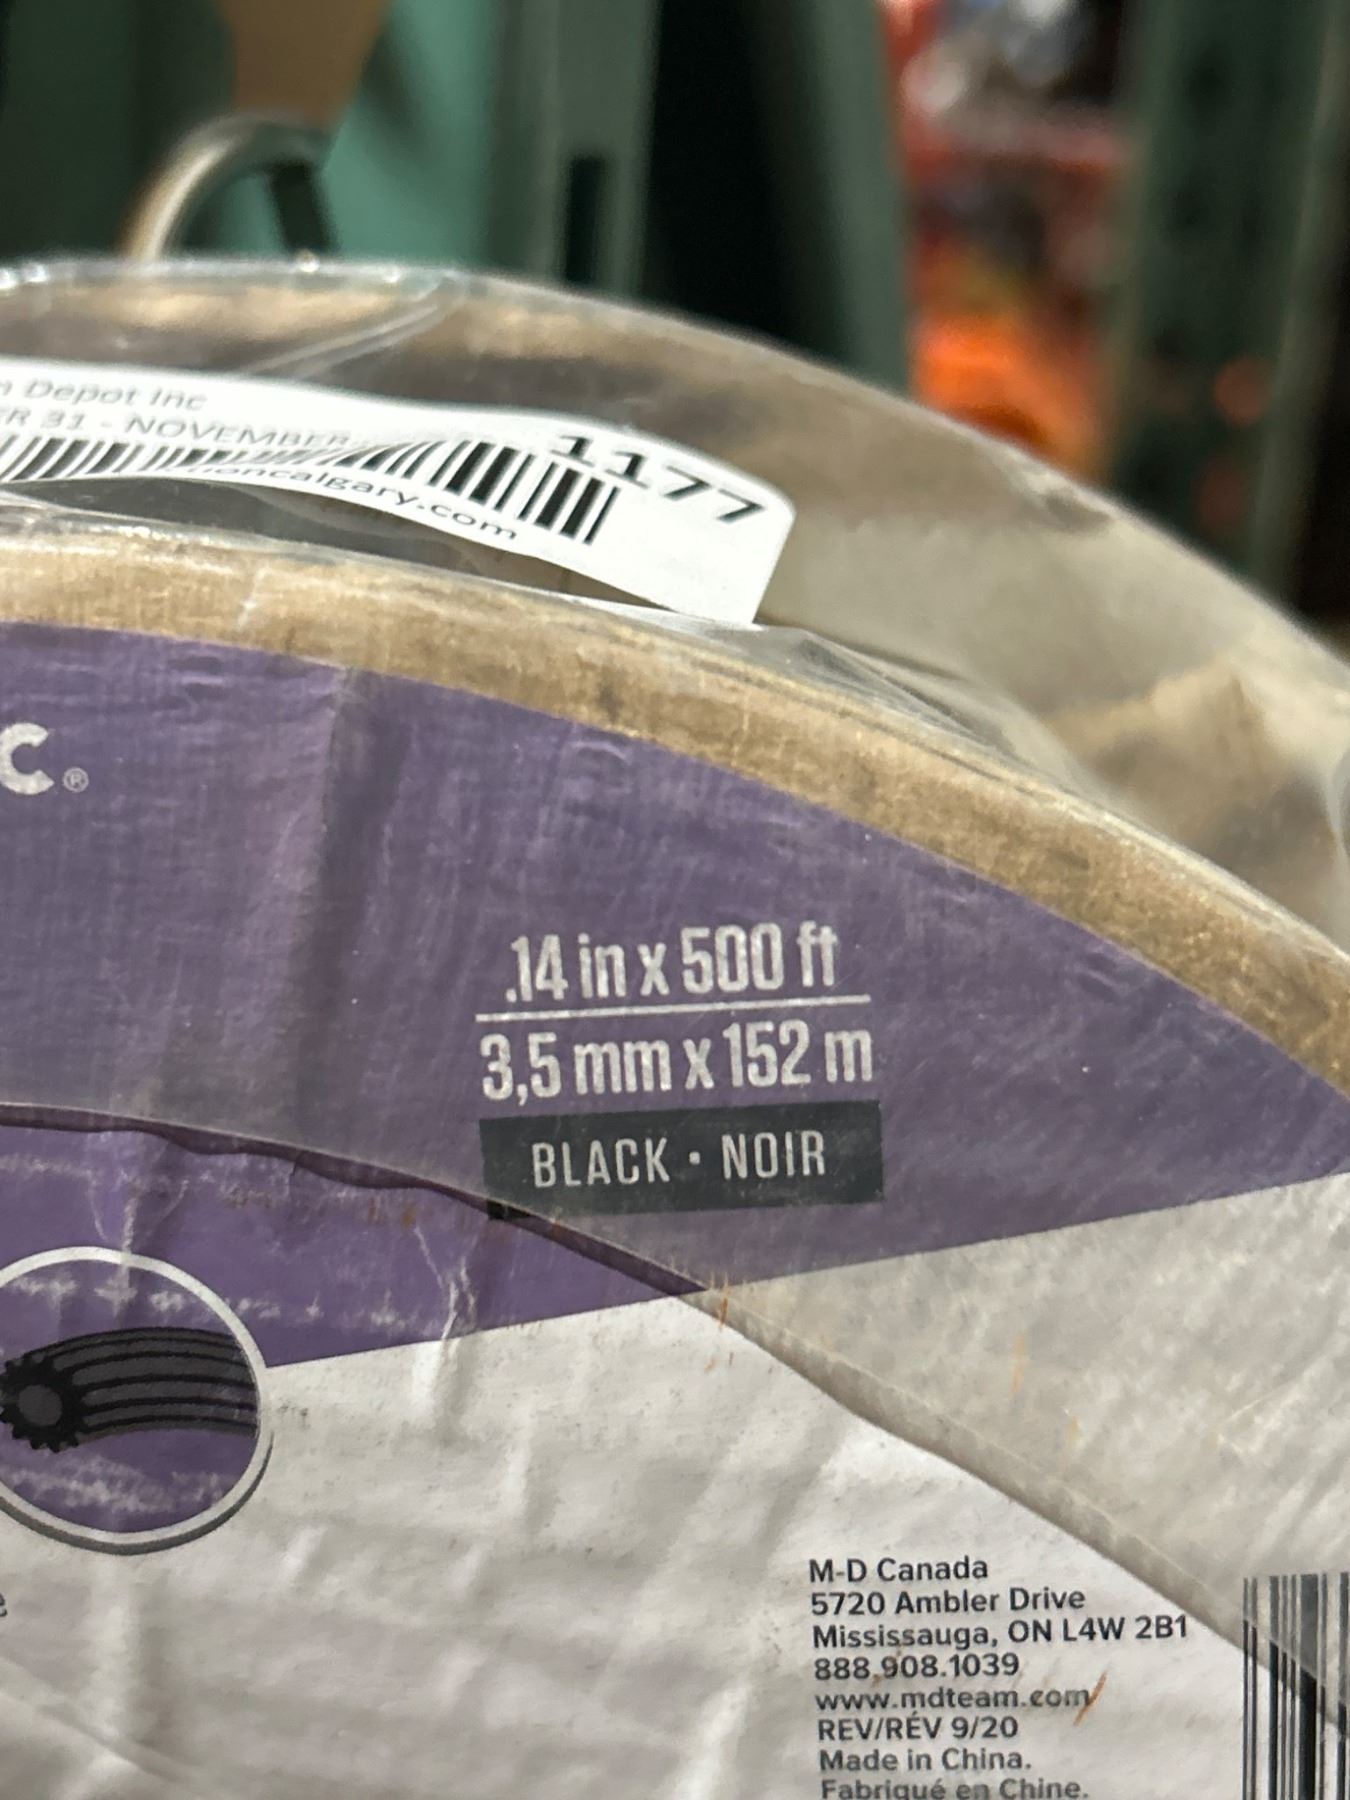 Depot Inc
31 - NOVEMBER
1177
ioncalgary.com
C®
.14 in x 500 ft
3,5 mm x 152 m
BLACK • NOIR
M-D Canada
5720 Ambler Drive
Mississauga, ON L4W 2B1
888.908.1039
www.mdteam.com
REV/RÉV 9/20
Made in China.
Fabriqué en Chine.